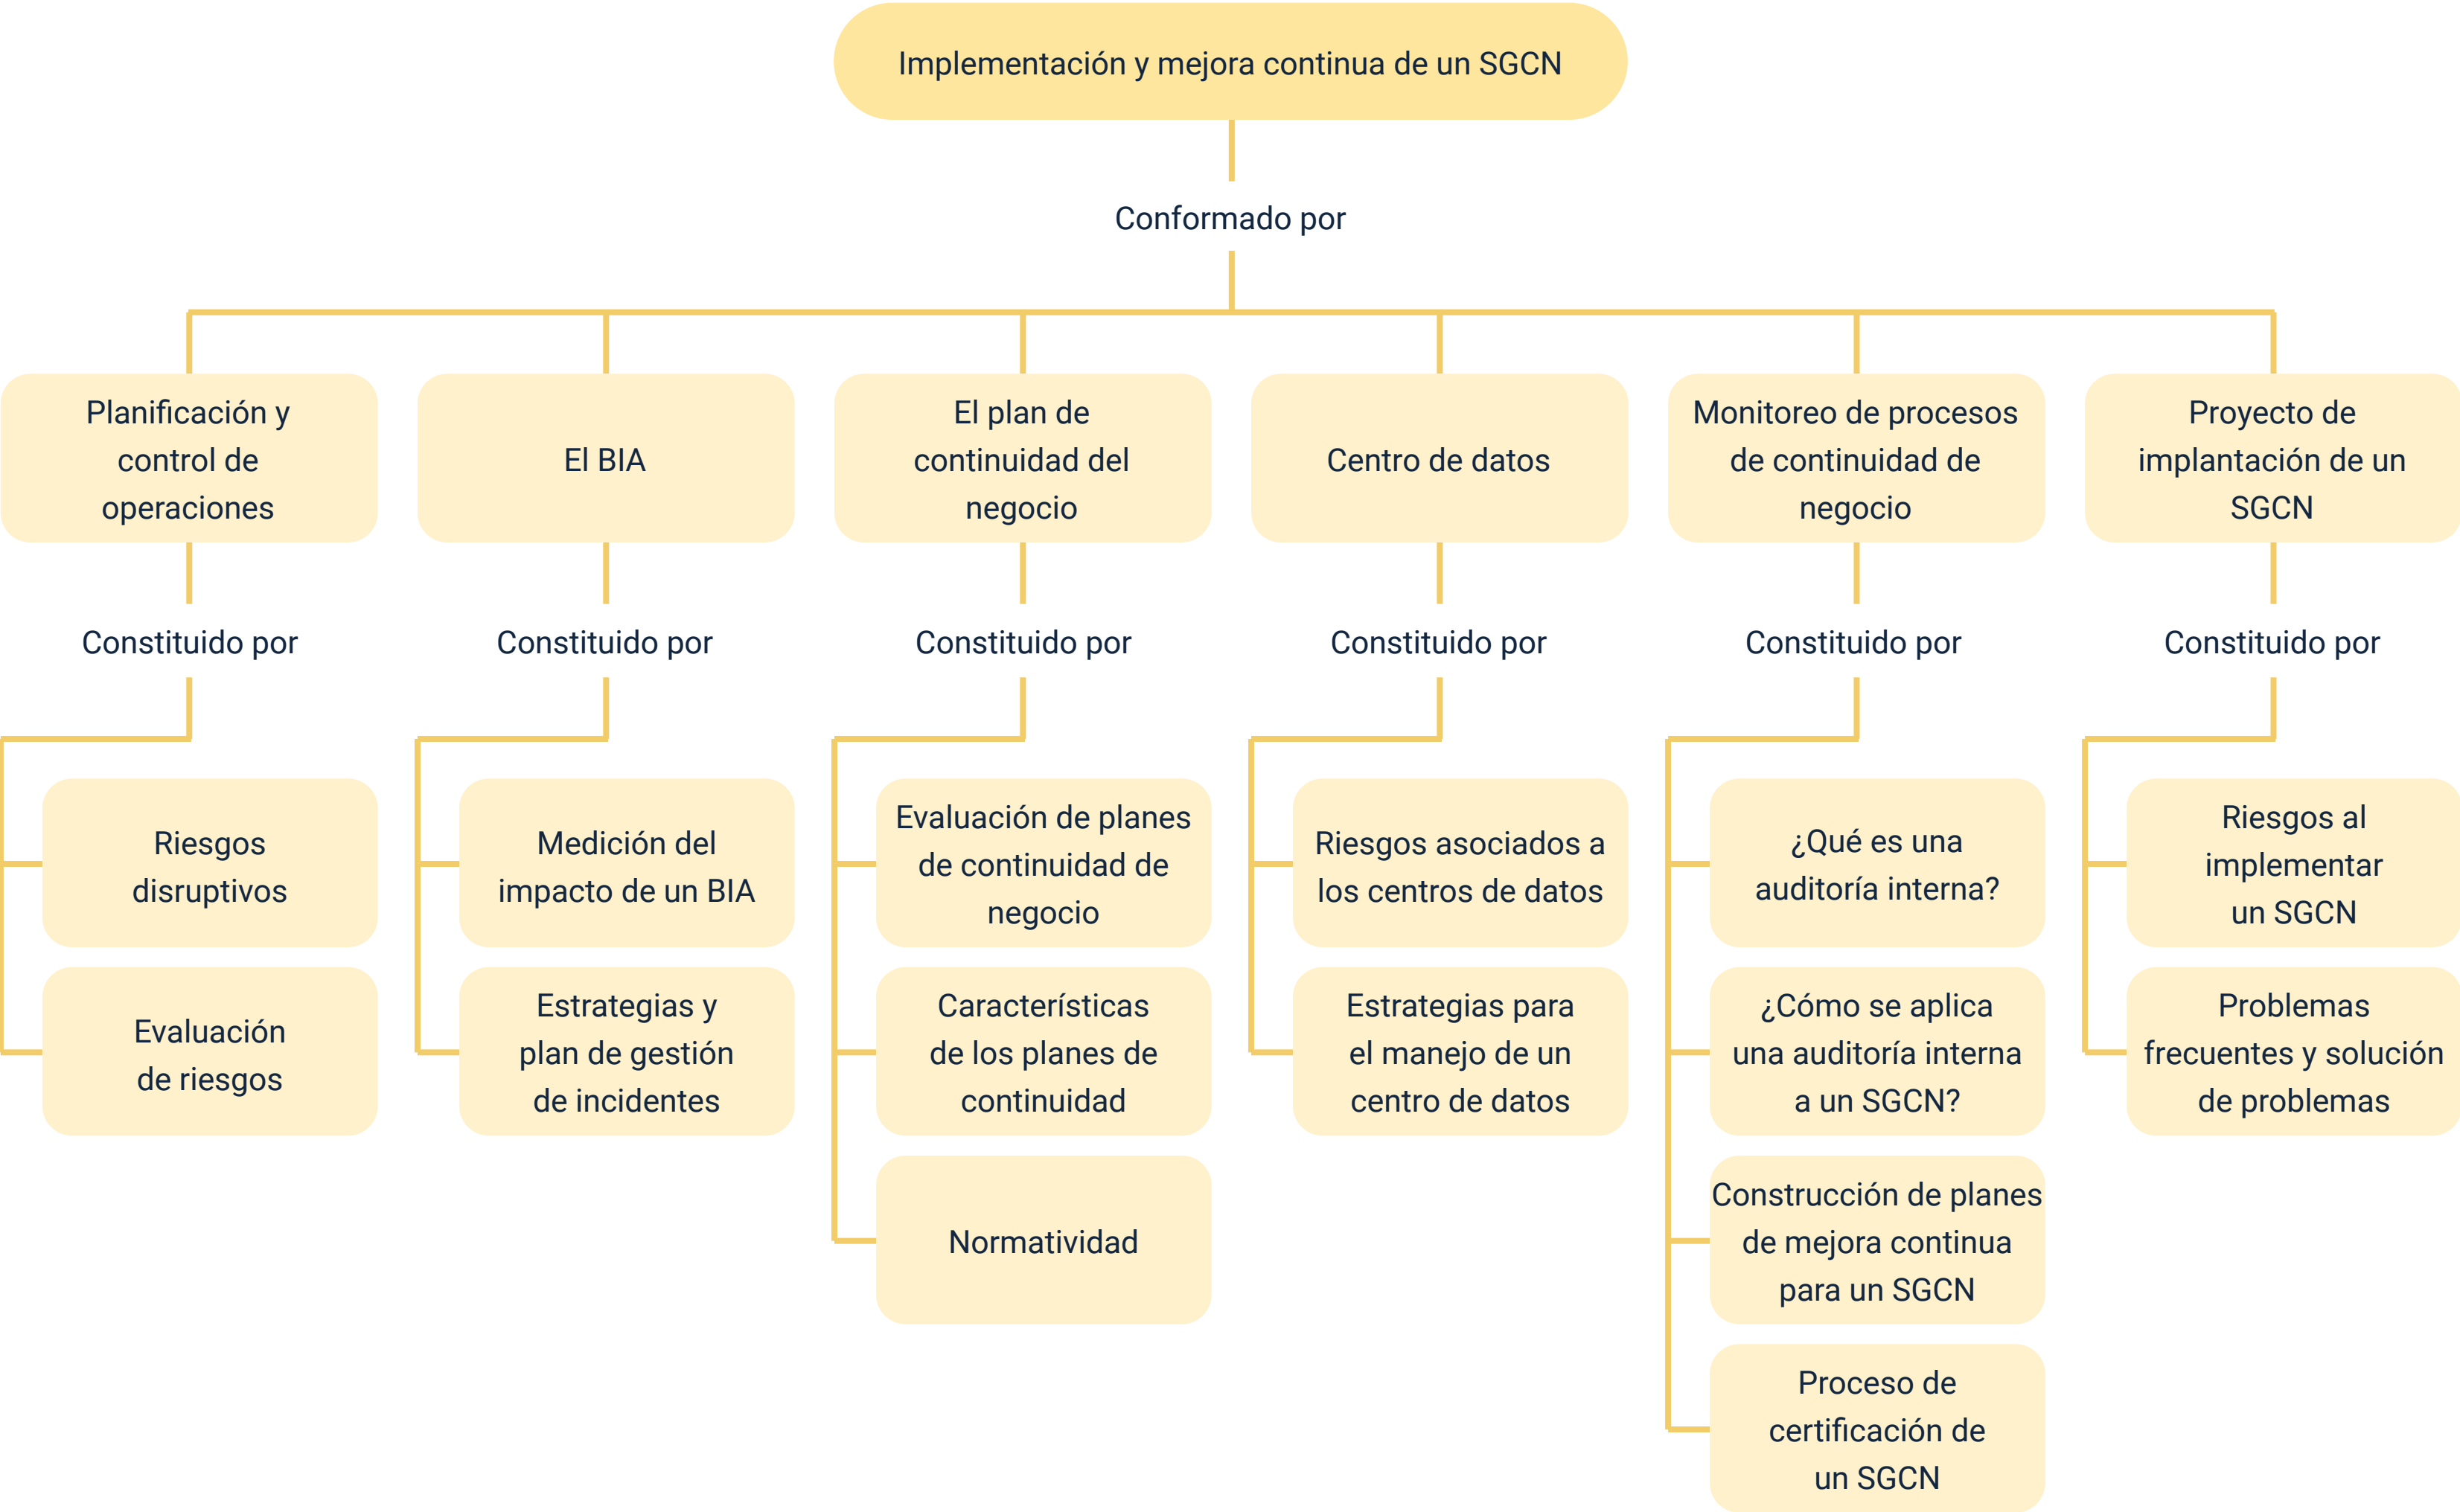 Implementación y mejora continua de un SGCN
Conformado por
Planificación y
control de
operaciones
El BIA
El plan de
continuidad del
negocio
Centro de datos
Monitoreo de procesos
de continuidad de
negocio
Proyecto de
implantación de un
SGCN
Constituido por
Constituido por
Constituido por
Constituido por
Constituido por
Constituido por
Riesgos
disruptivos
Evaluación
de riesgos
Medición del
impacto de un BIA
Estrategias y
plan de gestión
de incidentes
Evaluación de planes
de continuidad de
negocio
Característísticas
de los planes de
continuidad
Normatividad
Riesgos asociados a
los centros de datos
Estrategias para
el manejo de un
centro de datos
¿Qué es una
auditoría interna?
¿Cómo se aplica
una auditoría interna
a un SGCN?
Construcción de planes
de mejora continua
para un SGCN
Proceso de
certificación de
un SGCN
Riesgos al
implementar
un SGCN
Problemas
frecuentes y solución
de problemas